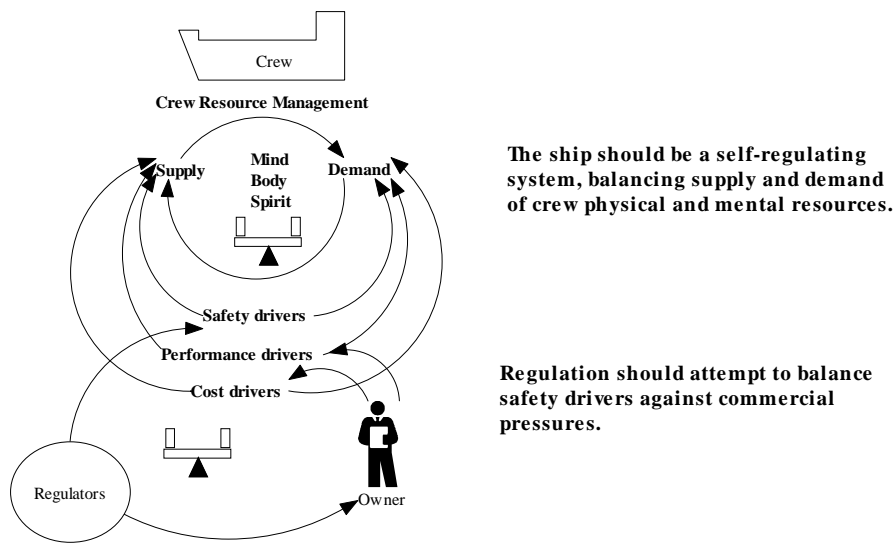 Crew
Crew Resource Management
Supply
Mind
Body
Spirit
Demand
The ship should be a self-regulating
system, balancing supply and demand
of crew physical and mental resources.
Safety drivers
Performance drivers
Cost drivers
Regulation should attempt to balance
safety drivers against commercial
pressures.
Regulators
Owner